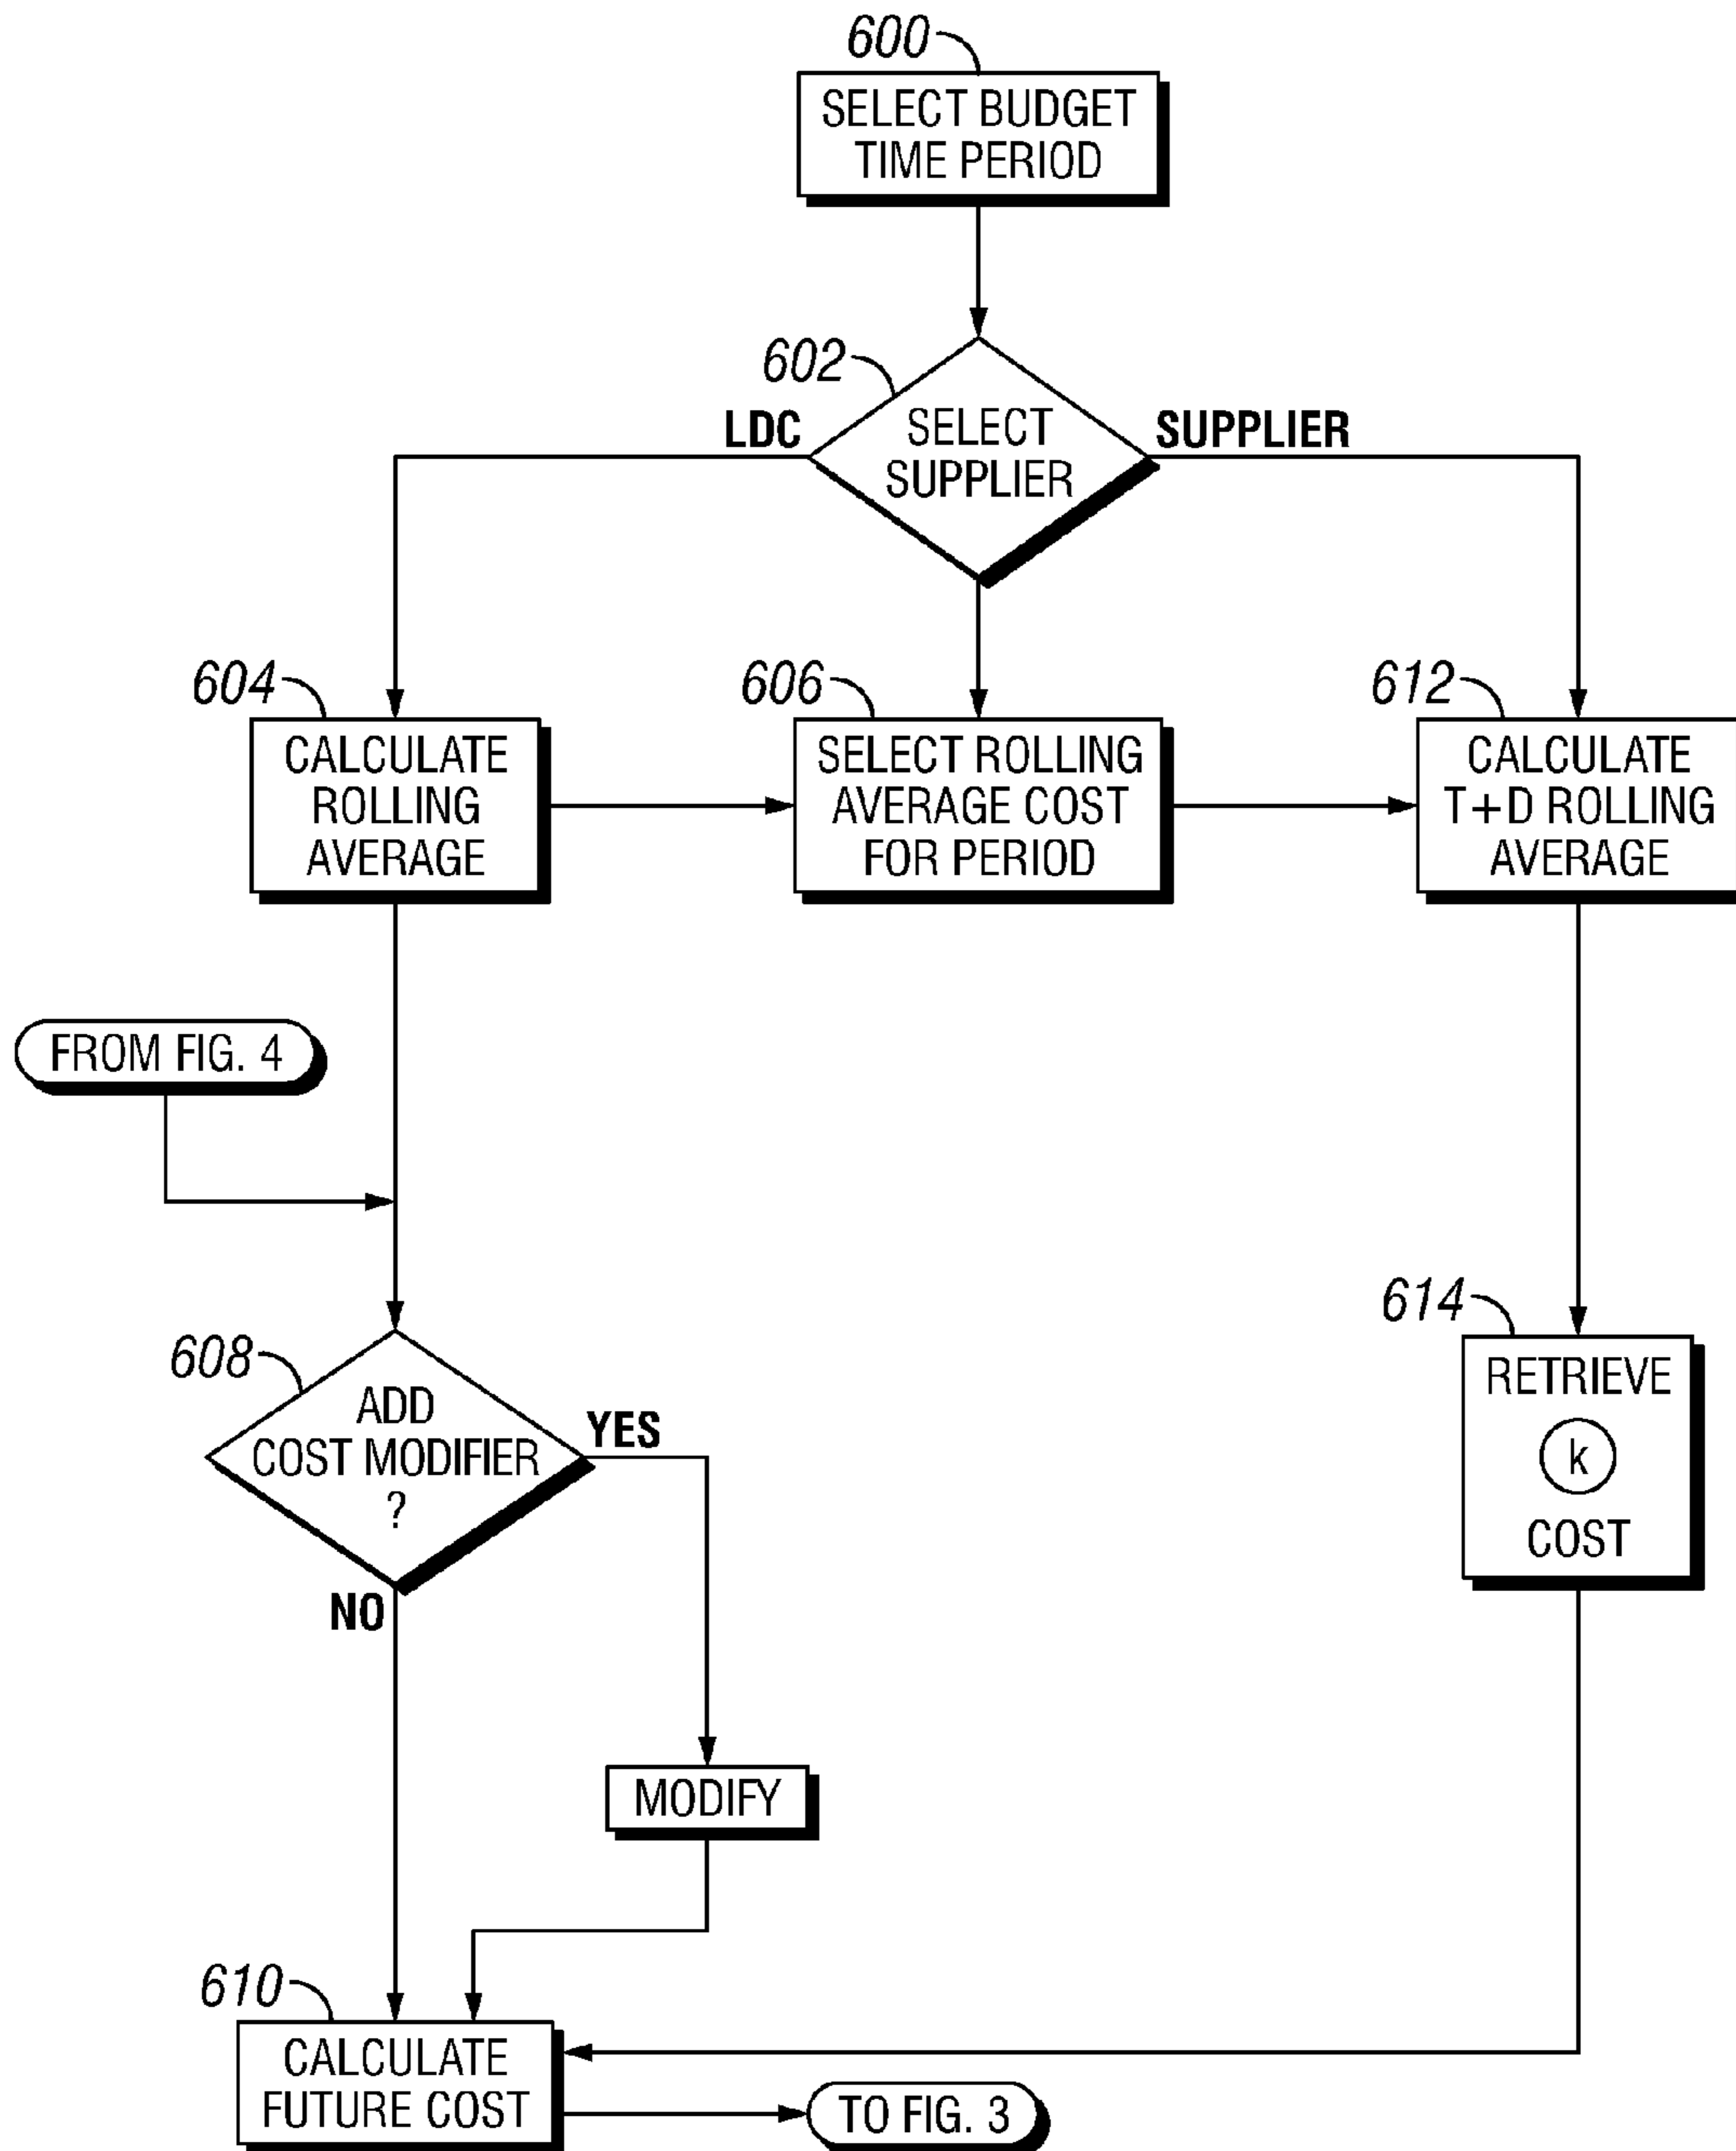 600
SELECT BUDGET
TIME PERIOD
602
LDC
SELECT
SUPPLIER
SUPPLIER
604
CALCULATE
ROLLING
AVERAGE
606
SELECT ROLLING
AVERAGE COST
FOR PERIOD
612
CALCULATE
T+D ROLLING
AVERAGE
FROM FIG. 4
608
ADD
COST MODIFIER
?
YES
NO
614
RETRIEVE
k
COST
MODIFY
610
CALCULATE
FUTURE COST
TO FIG. 3